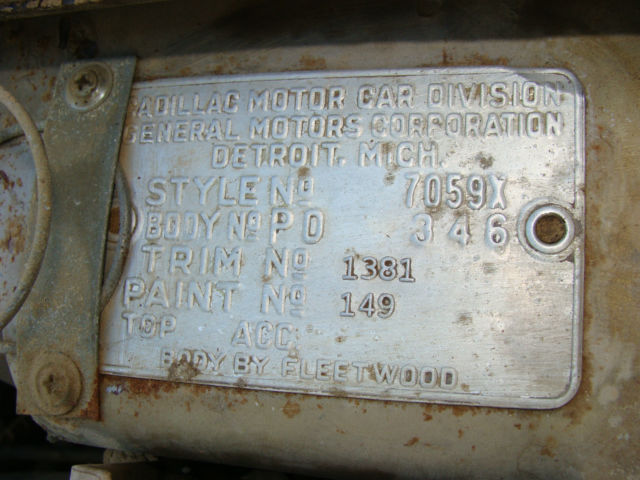 CADILLAC MOTOR CAR DIVISION
GENERAL MOTORS CORPORATION
DETROIT, MICH.
STYLE No 7059X
BODY No PD 346
TRIM No 1381
PAINT No 149
TOP ACC.
BODY BY FLEETWOOD